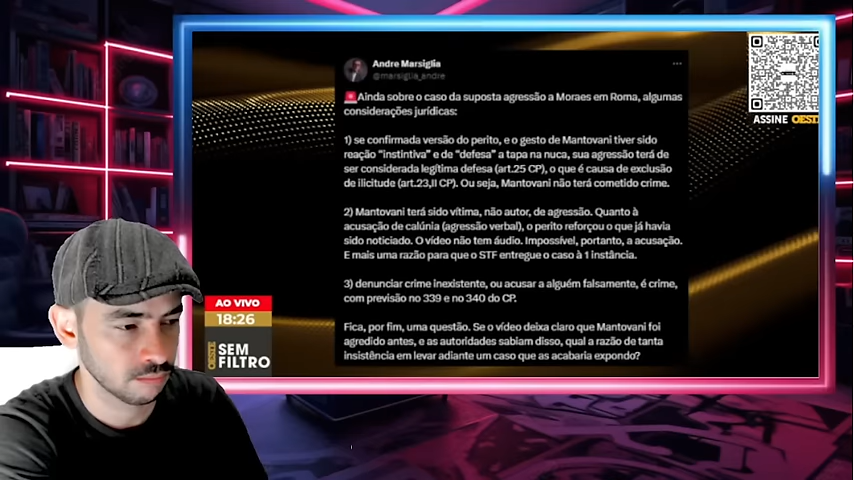 Andre Marsiglia
@marsiglia_andre
🚨Ainda sobre o caso da suposta agressão a Moraes em Roma, algumas
considerações jurídicas:
1) se confirmada versão do perito, e o gesto de Mantovani tiver sido
reação "instintiva" e de "defesa" a tapa na nuca, sua agressão terá de
ser considerada legítima defesa (art.25 CP), o que é causa de exclusão
de ilicitude (art.23,II CP). Ou seja, Mantovani não terá cometido crime.
2) Mantovani terá sido vítima, não autor, de agressão. Quanto à
acusação de calúnia (agressão verbal), o perito reforçou o que já havia
sido noticiado. O vídeo não tem áudio. Impossível, portanto, a acusação.
E mais uma razão para que o STF entregue o caso à 1 instância.
3) denunciar crime inexistente, ou acusar a alguém falsamente, é crime,
com previsão no 339 e no 340 do CP.
Fica, por fim, uma questão. Se o vídeo deixa claro que Mantovani foi
agredido antes, e as autoridades sabiam disso, qual a razão de tanta
insistência em levar adiante um caso que as acabaria expondo?
ASSINE OESTE
AO VIVO
18:26
OESTE
SEM
FILTRO